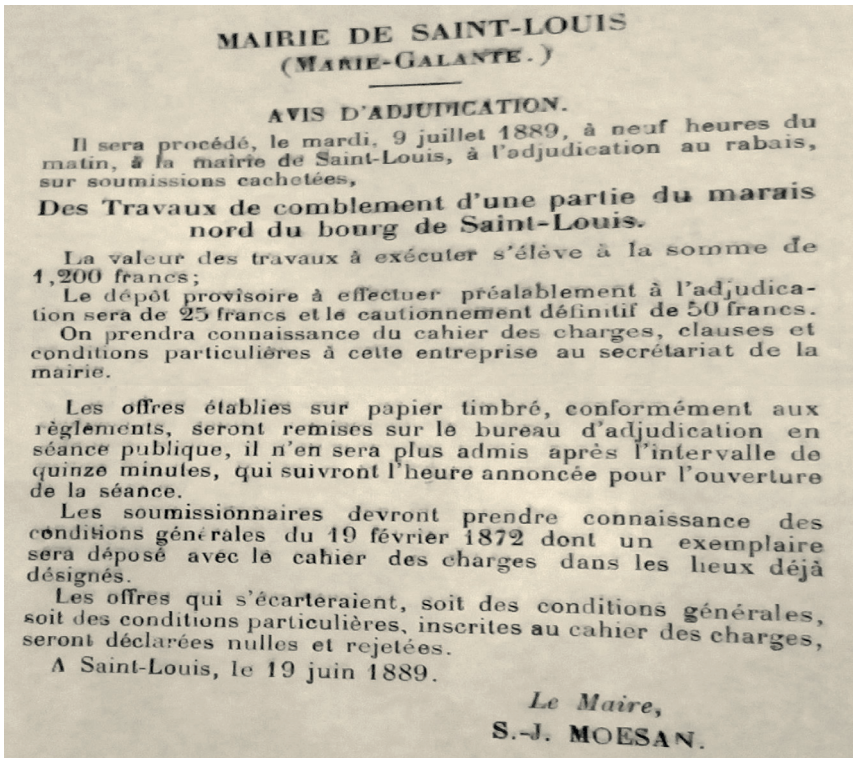 MAIRIE DE SAINT-LOUIS
(MARIE-GALANTE.)
AVIS D'ADJUDICATION.
Il sera procédé, le mardi, 9 juillet 1889, à neuf heures du
matin, à la mairie de Saint-Louis, à l'adjudication au rabais,
sur soumissions cachetées,
Des Travaux de comblement d'une partie du marais
nord du bourg de Saint-Louis.
La valeur des travaux à exécuter s'élève à la somme de
1,200 francs;
Le dépôt provisoire à effectuer préalablement à l'adjudica-
tion sera de 25 francs et le cautionnement définitif de 50 francs.
On prendra connaissance du cahier des charges, clauses et
conditions particulières à cette entreprise au secrétariat de la
mairie.
Les offres établies sur papier timbré, conformément aux
règlements, seront remises sur le bureau d'adjudication en
séance publique, il n'en sera plus admis après l'intervalle de
quinze minutes, qui suivront l'heure annoncée pour l'ouverture
de la séance.
Les soumissionnaires devront prendre connaissance des
conditions générales du 19 février 1872 dont un exemplaire
sera déposé avec le cahier des charges dans les lieux déjà
désignés.
Les offres qui s'écarteraient, soit des conditions générales,
soit des conditions particulières, inscrites au cahier des charges,
seront déclarées nulles et rejetées.
A Saint-Louis, le 19 juin 1889.
Le Maire,
S.-J. MOESAN.